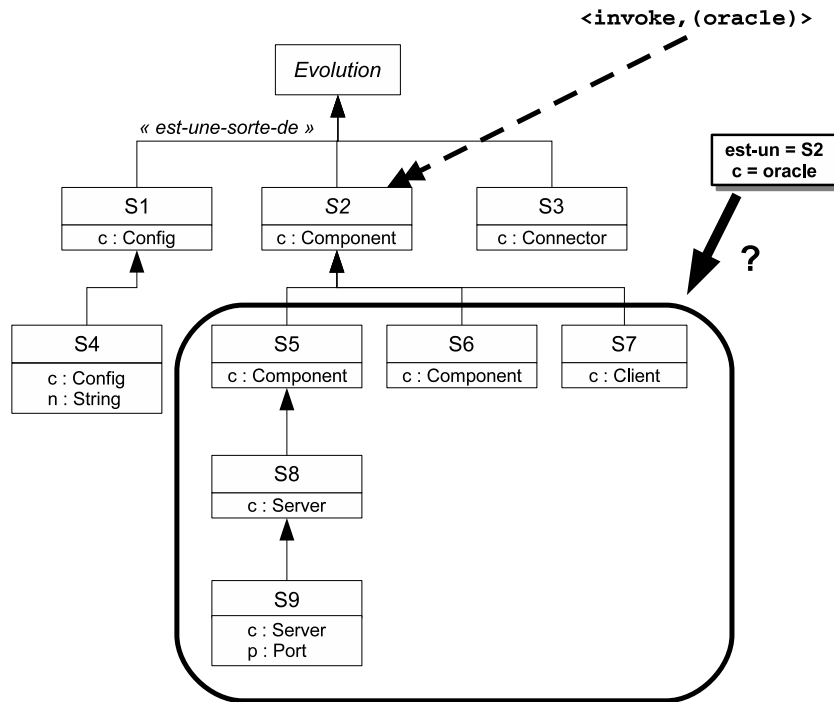 <invoke,(oracle)>
Evolution
« est-une-sorte-de »
est-un = S2
c = oracle
?
S1
c : Config
S2
c : Component
S3
c : Connector
S4
c : Config
n : String
S5
c : Component
S6
c : Component
S7
c : Client
S8
c : Server
S9
c : Server
p : Port